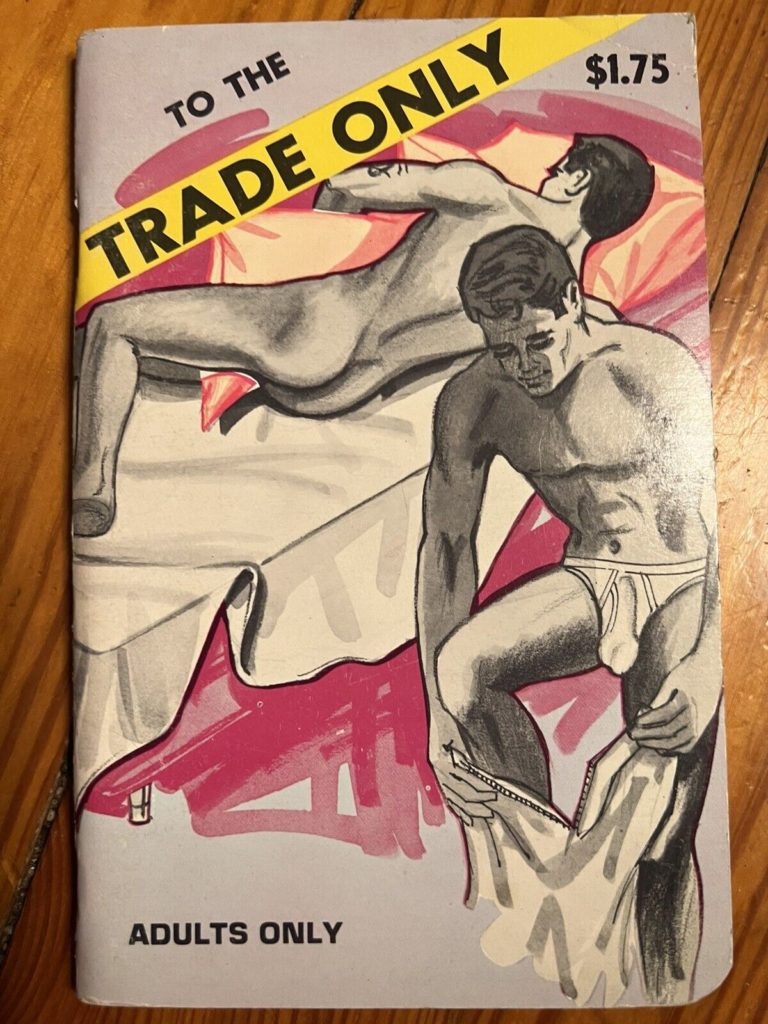 TO THE
TRADE ONLY
$1.75
ADULTS ONLY